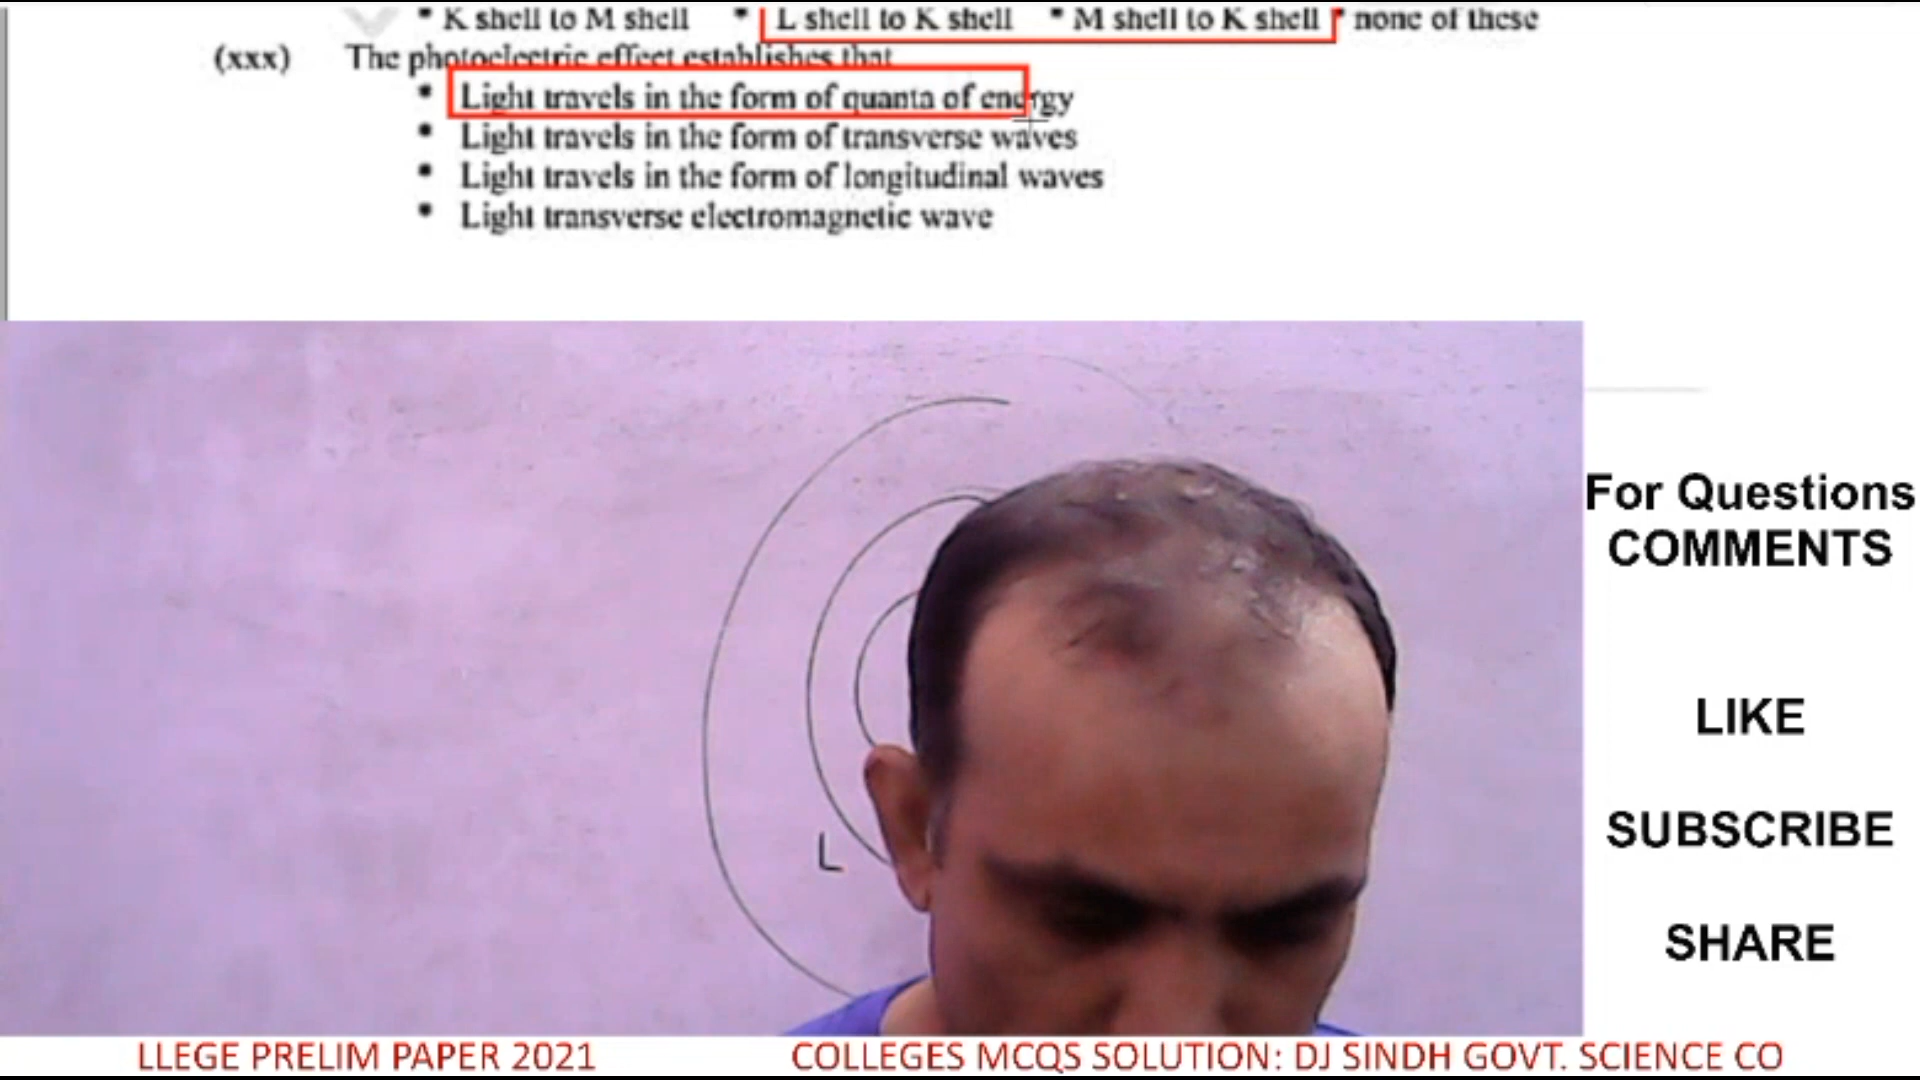 • K shell to M shell • L shell to K shell • M shell to K shell • none of these
(xxx) The photoelectric effect establishes that
• Light travels in the form of quanta of energy
• Light travels in the form of transverse waves
• Light travels in the form of longitudinal waves
• Light transverse electromagnetic wave
L
For Questions
COMMENTS
LIKE
SUBSCRIBE
SHARE
LLEGE PRELIM PAPER 2021 COLLEGES MCQS SOLUTION: DJ SINDH GOVT. SCIENCE CO